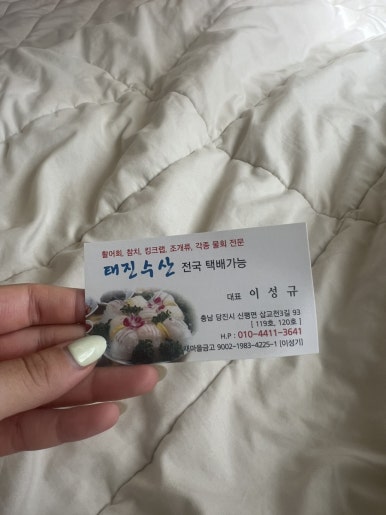 활어회, 참치, 킹크랩, 조개류, 각종 물회 전문
태진수산 전국 택배가능
대표 이성규
충남 당진시 신평면 삽교천3길 93
[ 119호, 120호 ]
H.P : 010-4411-3641
새마을금고 9002-1983-4225-1 [이성기]